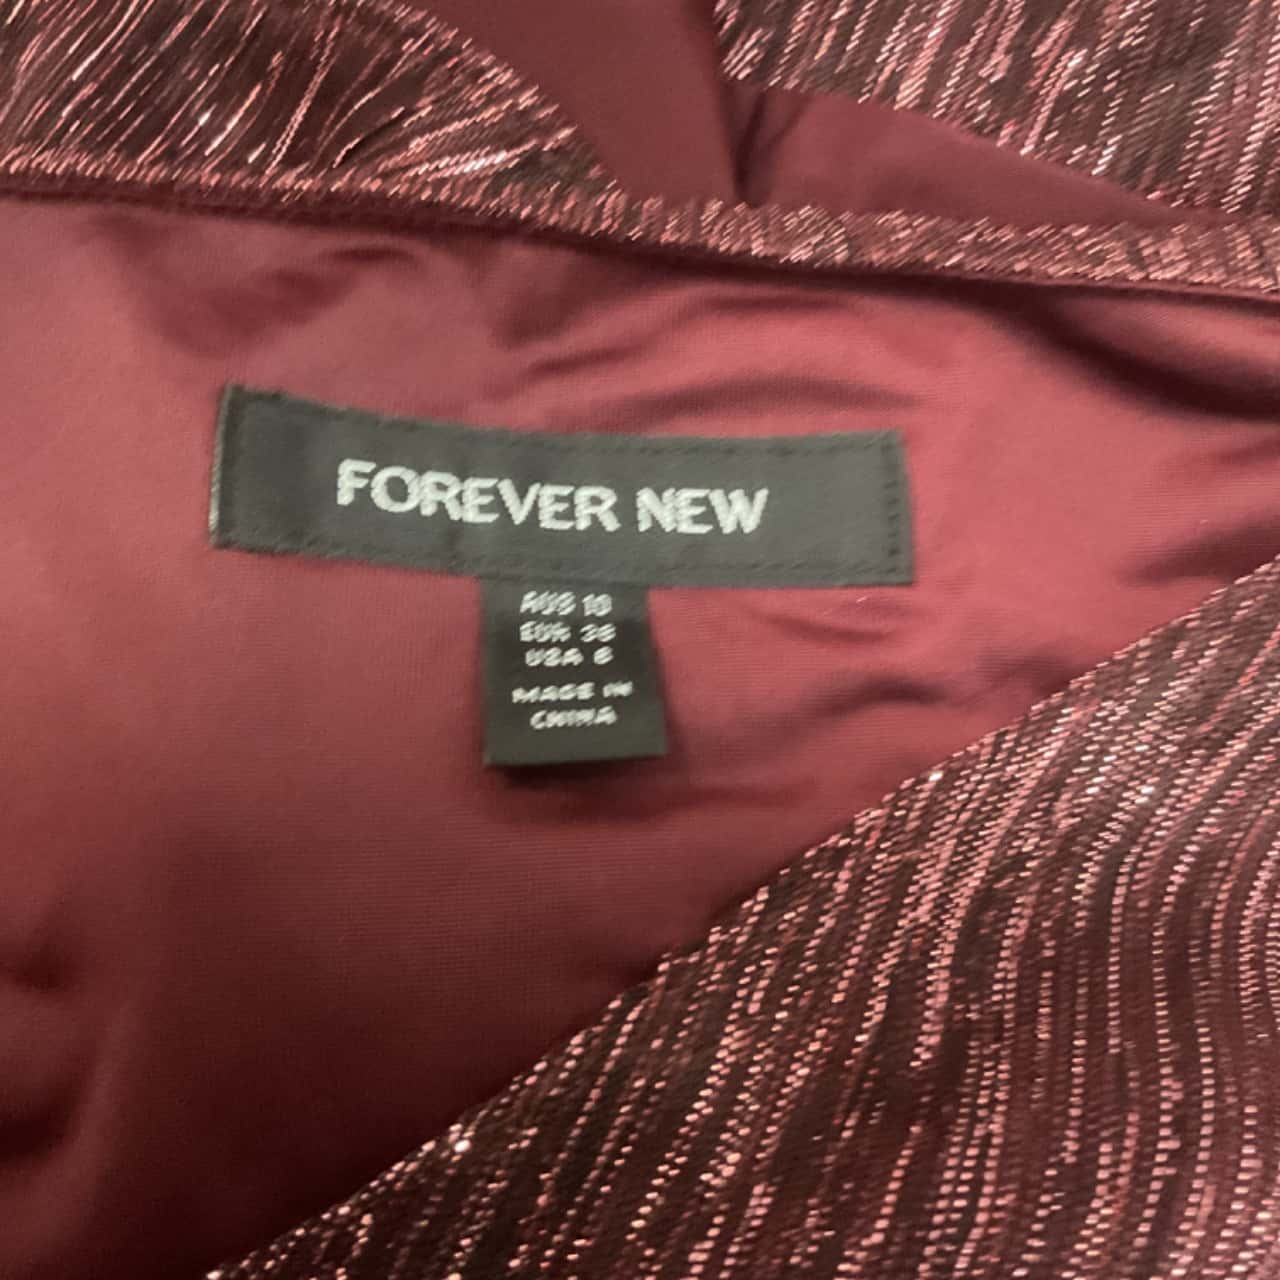 FOREVER NEW
AUS 10
EUR 38
USA 6
MADE IN
CHINA